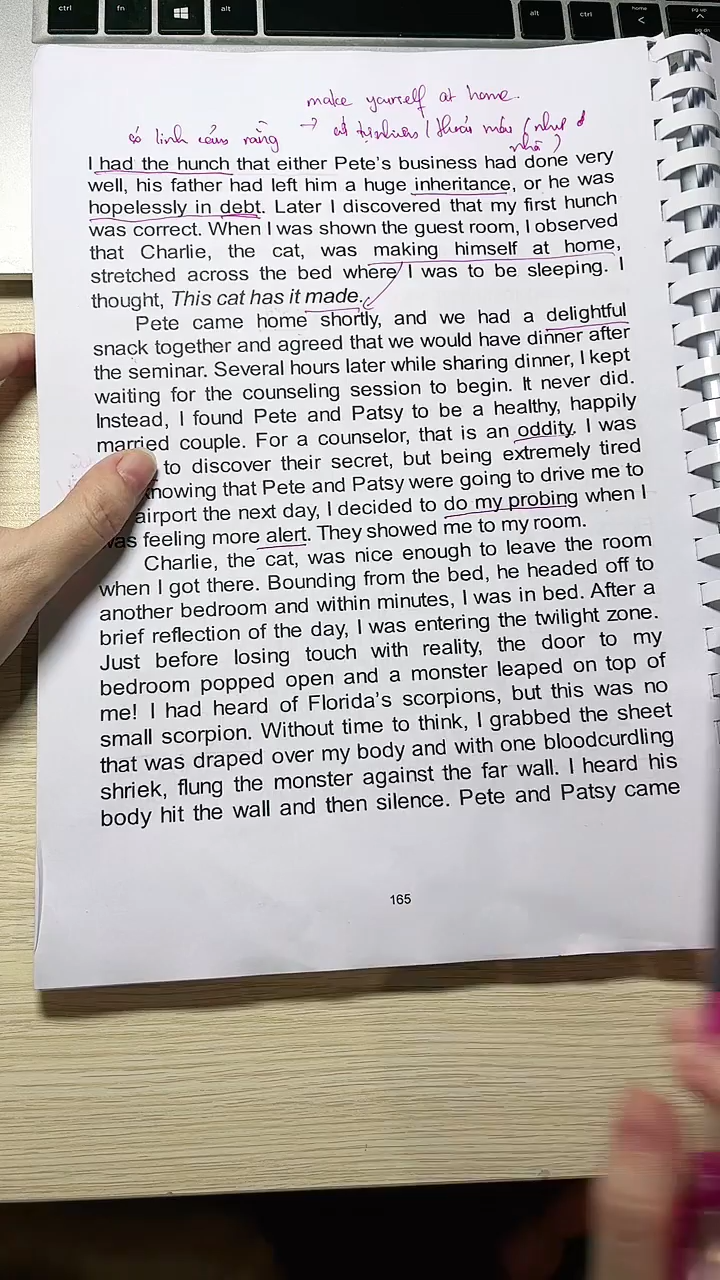 ctrl fn alt alt ctrl home < pg up ^ pg dn
make yourself at home.
có linh cảm rằng → cứ tự nhiên / thoải mái ( như ở
nhà )
I had the hunch that either Pete's business had done very
well, his father had left him a huge inheritance, or he was
hopelessly in debt. Later I discovered that my first hunch
was correct. When I was shown the guest room, I observed
that Charlie, the cat, was making himself at home,
stretched across the bed where I was to be sleeping. I
thought, This cat has it made.
Pete came home shortly, and we had a delightful
snack together and agreed that we would have dinner after
the seminar. Several hours later while sharing dinner, I kept
waiting for the counseling session to begin. It never did.
Instead, I found Pete and Patsy to be a healthy, happily
married couple. For a counselor, that is an oddity. I was
to discover their secret, but being extremely tired
knowing that Pete and Patsy were going to drive me to
airport the next day, I decided to do my probing when I
was feeling more alert. They showed me to my room.
Charlie, the cat, was nice enough to leave the room
when I got there. Bounding from the bed, he headed off to
another bedroom and within minutes, I was in bed. After a
brief reflection of the day, I was entering the twilight zone.
Just before losing touch with reality, the door to my
bedroom popped open and a monster leaped on top of
me! I had heard of Florida's scorpions, but this was no
small scorpion. Without time to think, I grabbed the sheet
that was draped over my body and with one bloodcurdling
shriek, flung the monster against the far wall. I heard his
body hit the wall and then silence. Pete and Patsy came
165